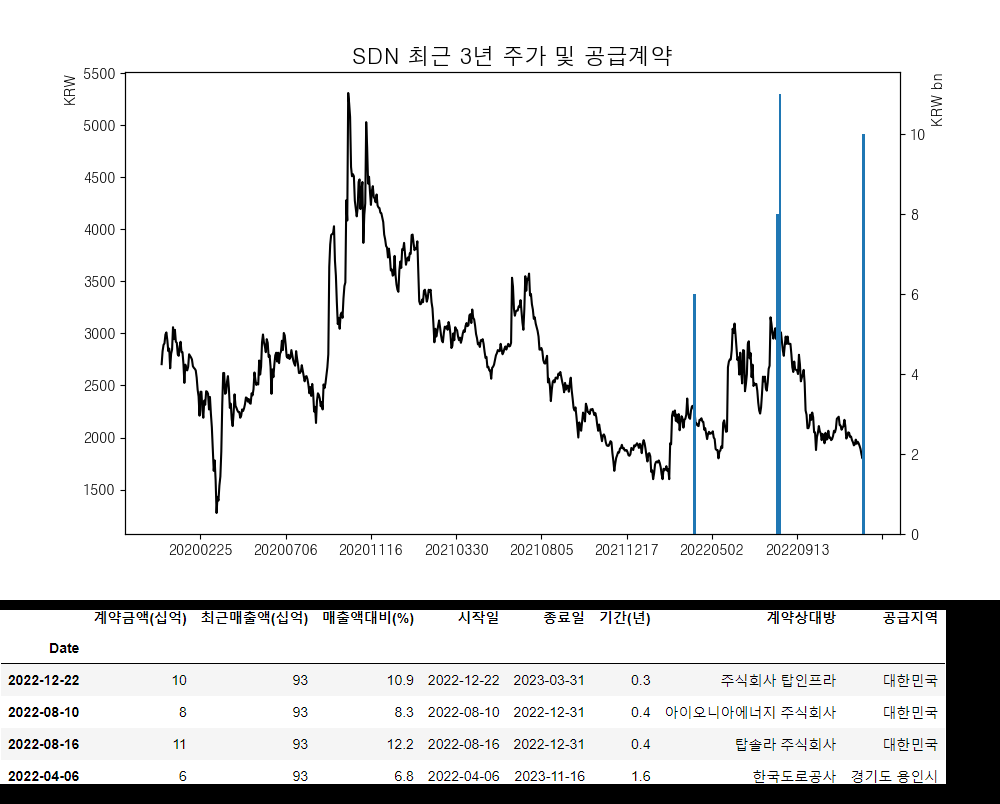 SDN 최근 3년 주가 및 공급계약
KRW
KRW bn
5500
5000
4500
4000
3500
3000
2500
2000
1500
10
8
6
4
2
0
20200225 20200706 20201116 20210330 20210805 20211217 20220502 20220913
계약금액(십억) 최근매출액(십억) 매출액대비(%) 시작일 종료일 기간(년) 계약상대방 공급지역
Date
2022-12-22 10 93 10.9 2022-12-22 2023-03-31 0.3 주식회사 탑인프라 대한민국
2022-08-10 8 93 8.3 2022-08-10 2022-12-31 0.4 아이오니아에너지 주식회사 대한민국
2022-08-16 11 93 12.2 2022-08-16 2022-12-31 0.4 탑솔라 주식회사 대한민국
2022-04-06 6 93 6.8 2022-04-06 2023-11-16 1.6 한국도로공사 경기도 용인시